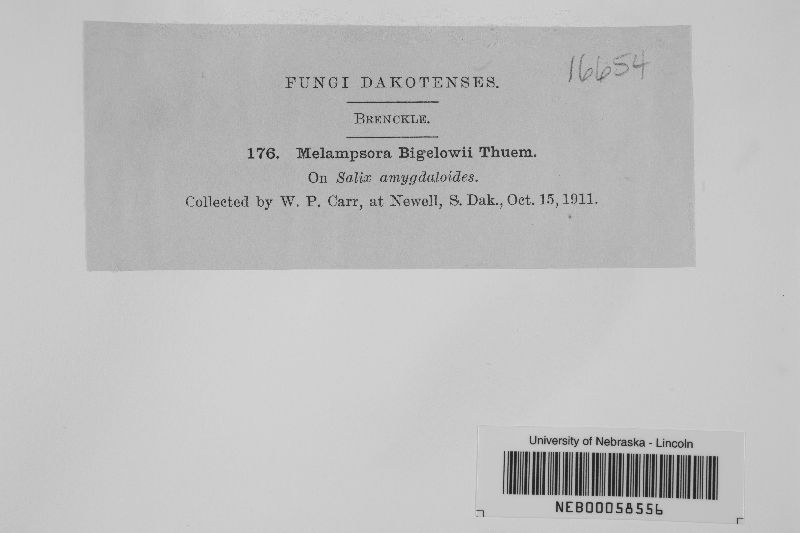 16654
FUNGI DAKOTENSES.
BRENCKLE.
176. Melampsora Bigelowii Thuem.
On Salix amygdaloides.
Collected by W. P. Carr, at Newell, S. Dak., Oct. 15, 1911.
University of Nebraska - Lincoln
NEB00058556